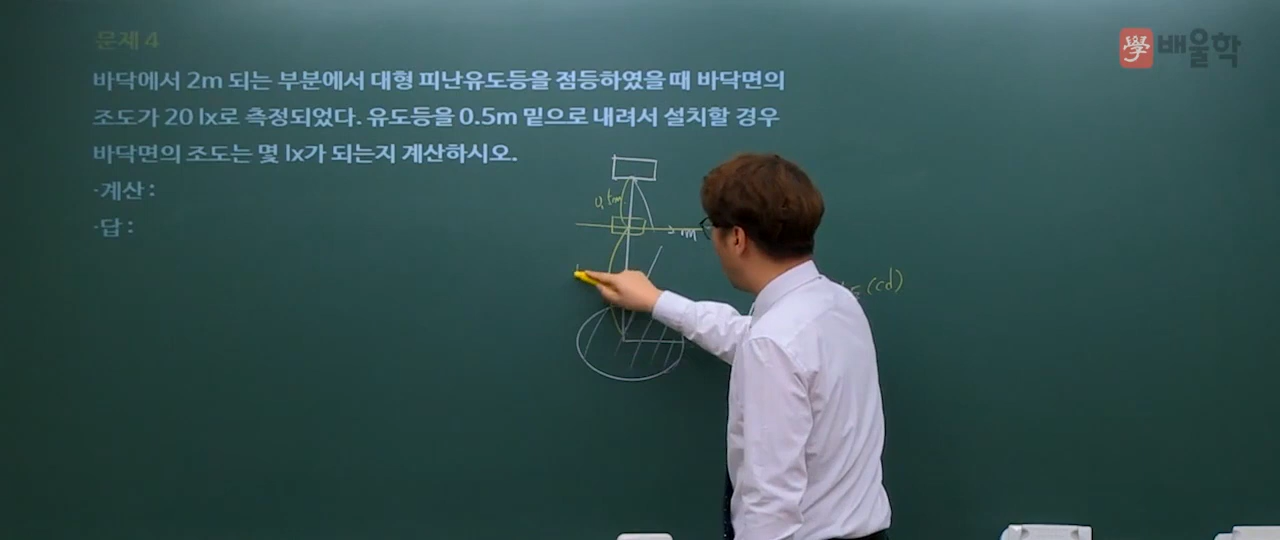 문제 4
學 배울학
바닥에서 2m 되는 부분에서 대형 피난유도등을 점등하였을 때 바닥면의
조도가 20 lx로 측정되었다. 유도등을 0.5m 밑으로 내려서 설치할 경우
바닥면의 조도는 몇 lx가 되는지 계산하시오.
·계산 :
·답 :
0.5m
(cd)